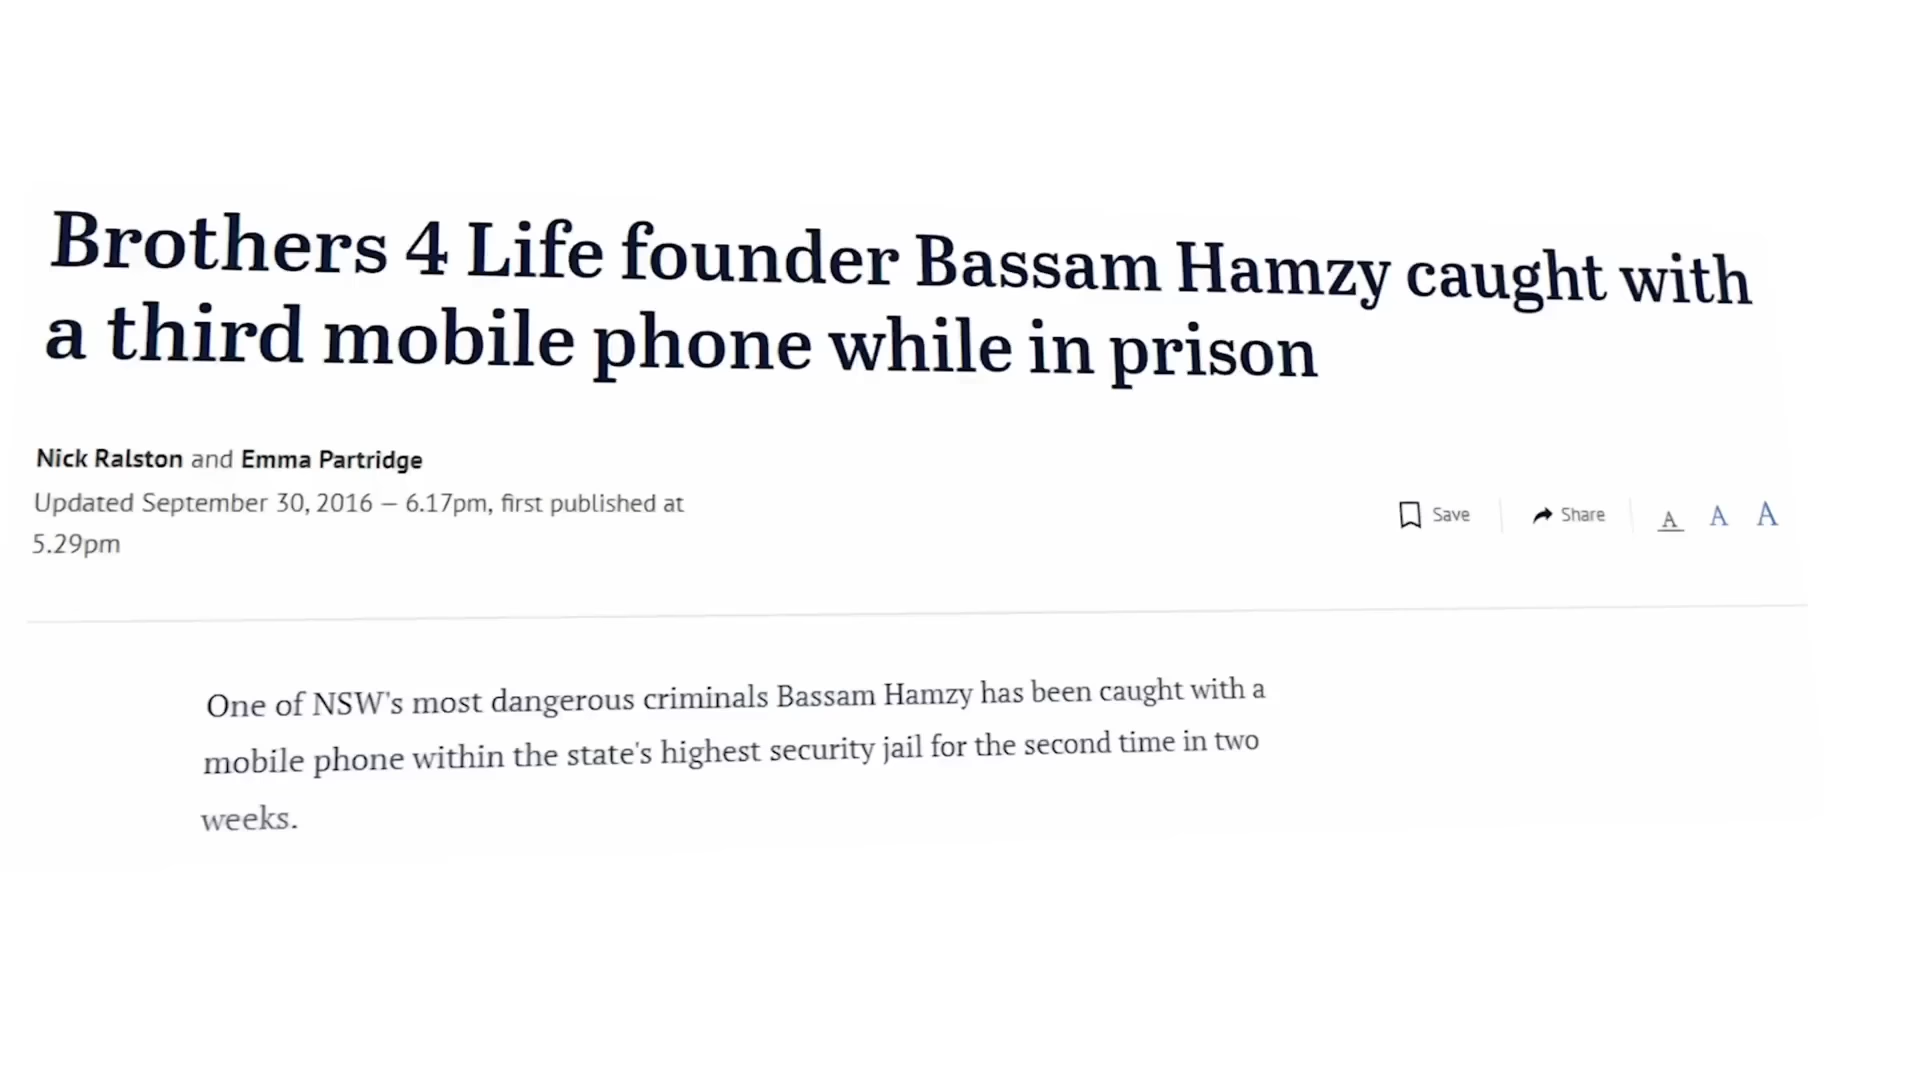 Brothers 4 Life founder Bassam Hamzy caught with
a third mobile phone while in prison
Nick Ralston and Emma Partridge
Updated September 30, 2016 – 6.17pm, first published at
5.29pm
Save
Share
A A A
One of NSW's most dangerous criminals Bassam Hamzy has been caught with a
mobile phone within the state's highest security jail for the second time in two
weeks.